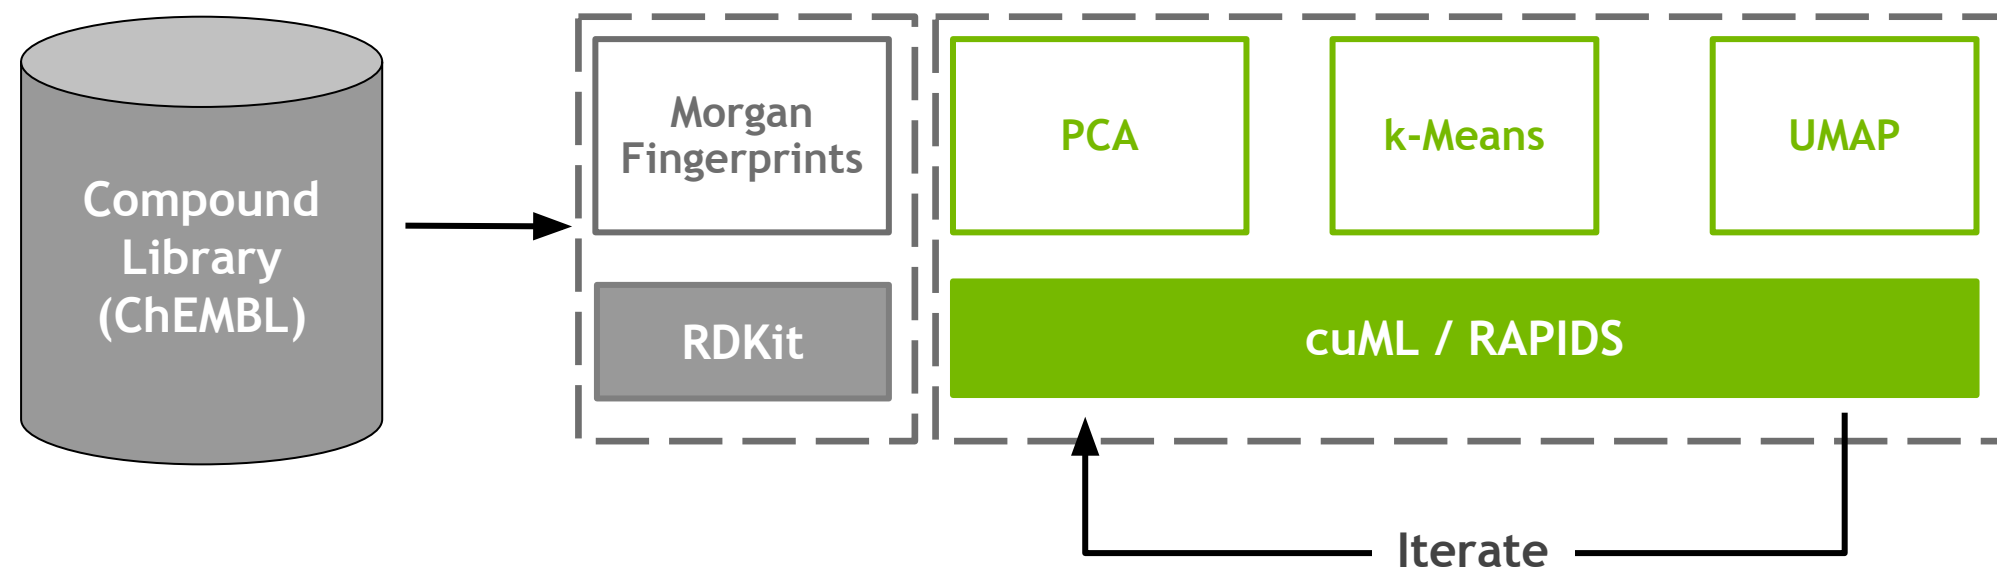 Compound
Library
(ChEMBL)
Morgan
Fingerprints
RDKit
PCA
k-Means
UMAP
cuML / RAPIDS
Iterate